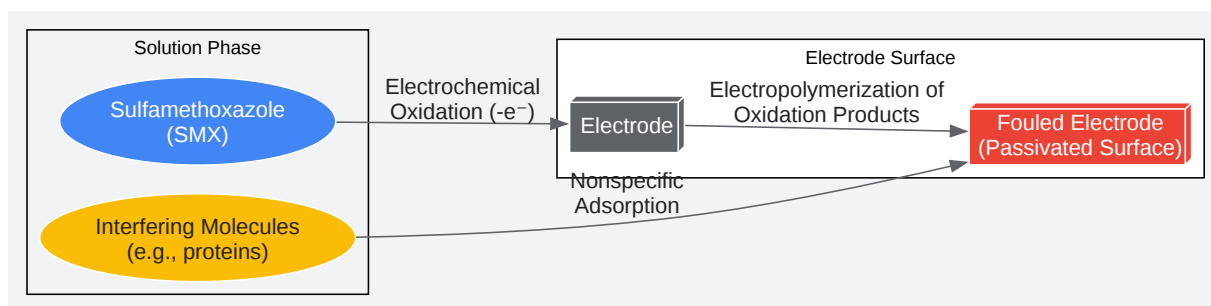 Solution Phase
Sulfamethoxazole
(SMX)
Interfering Molecules
(e.g., proteins)
Electrochemical
Oxidation (-e⁻)
Electrode Surface
Electrode
Electropolymerization of
Oxidation Products
Nonspecific
Adsorption
Fouled Electrode
(Passivated Surface)